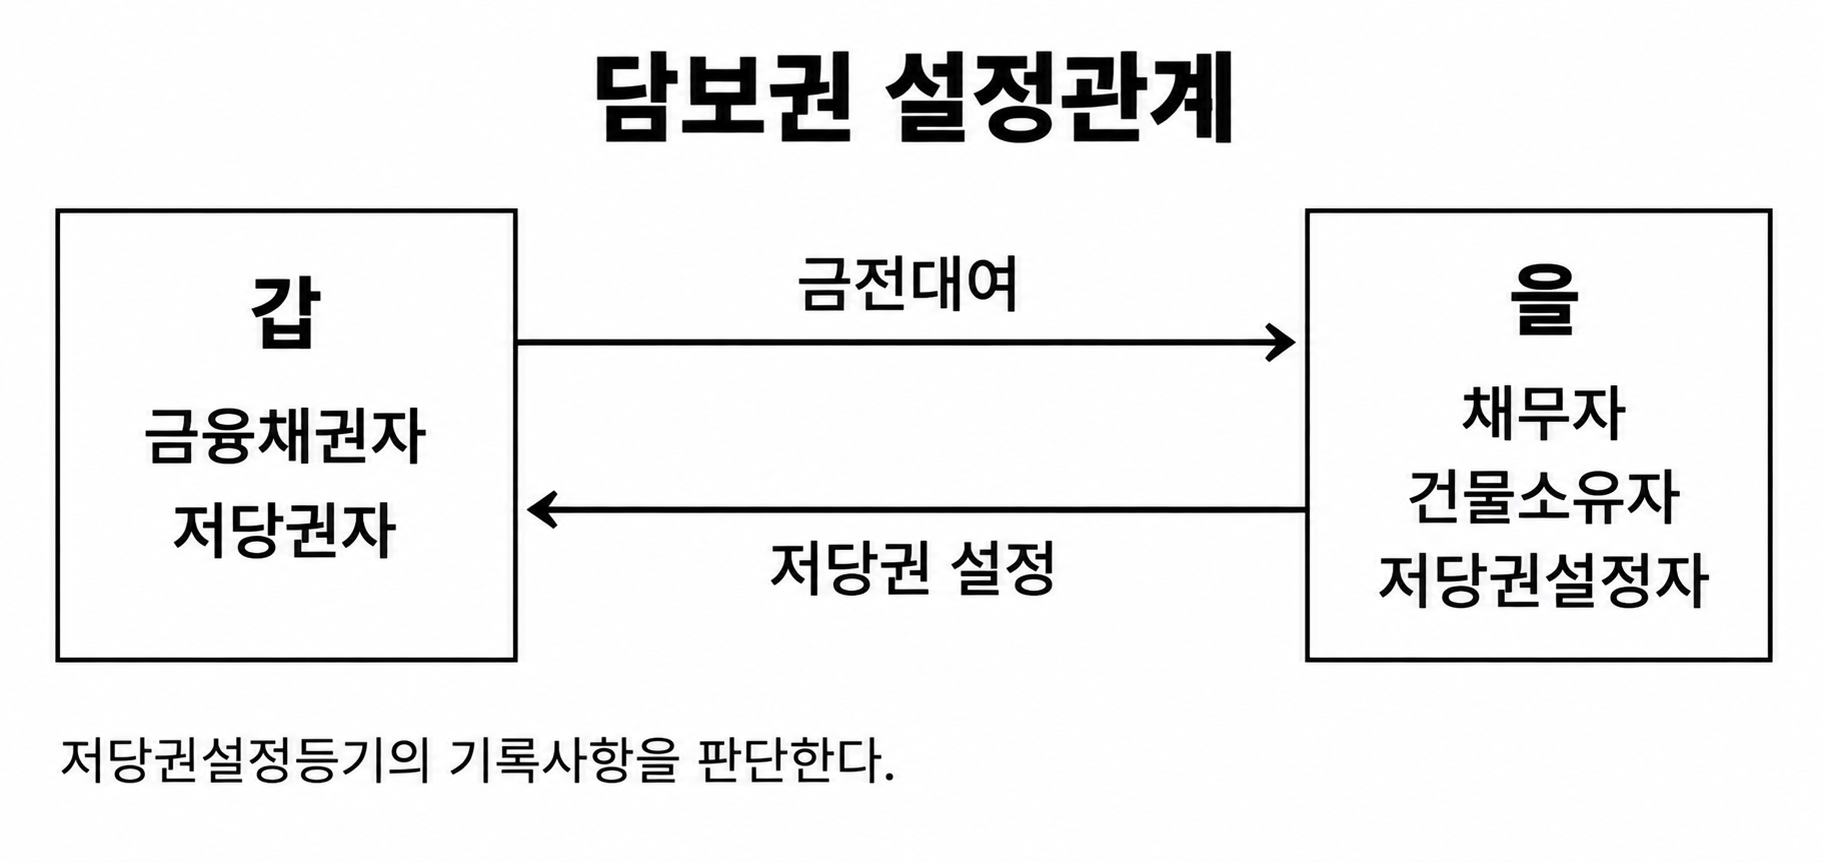 담보권 설정관계
갑
금융채권자
저당권자
금전대여
저당권 설정
을
채무자
건물소유자
저당권설정자
저당권설정등기의 기록사항을 판단한다.